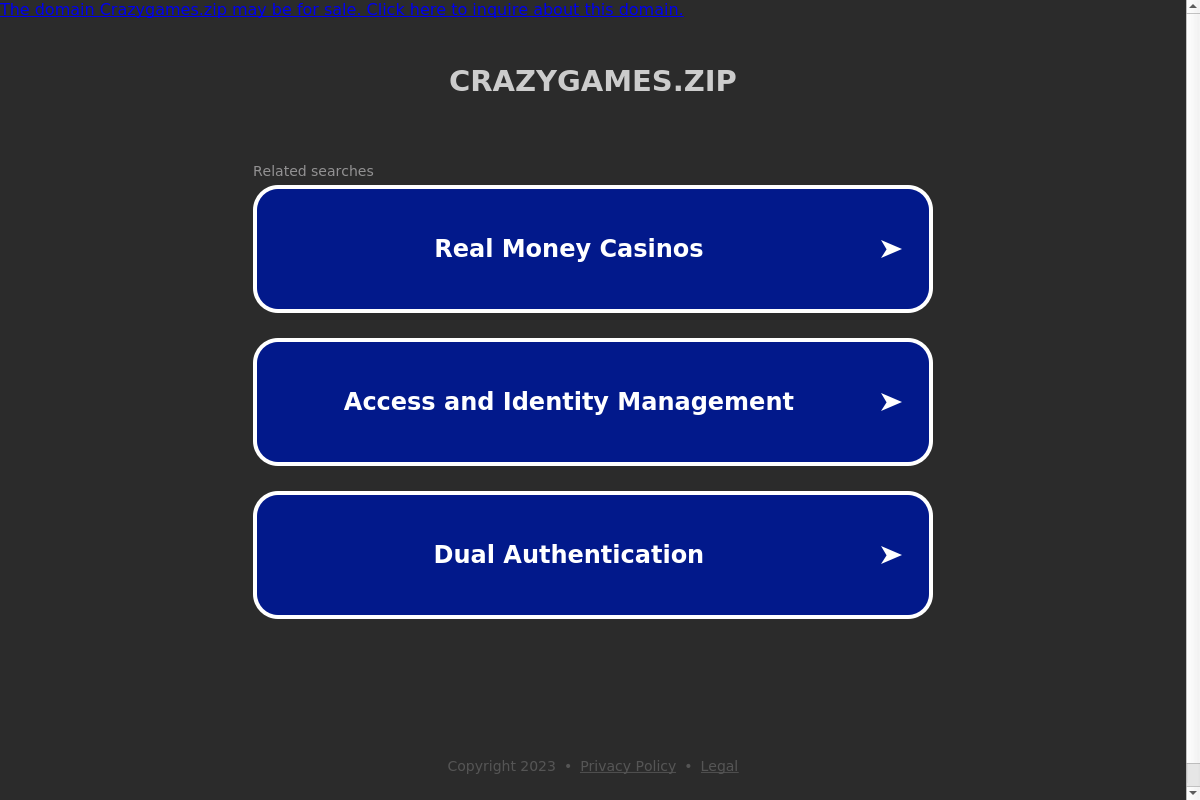 The domain Crazygames.zip may be for sale. Click here to inquire about this domain.
CRAZYGAMES.ZIP
Related searches
Real Money Casinos
Access and Identity Management
Dual Authentication
Copyright 2023 • Privacy Policy • Legal